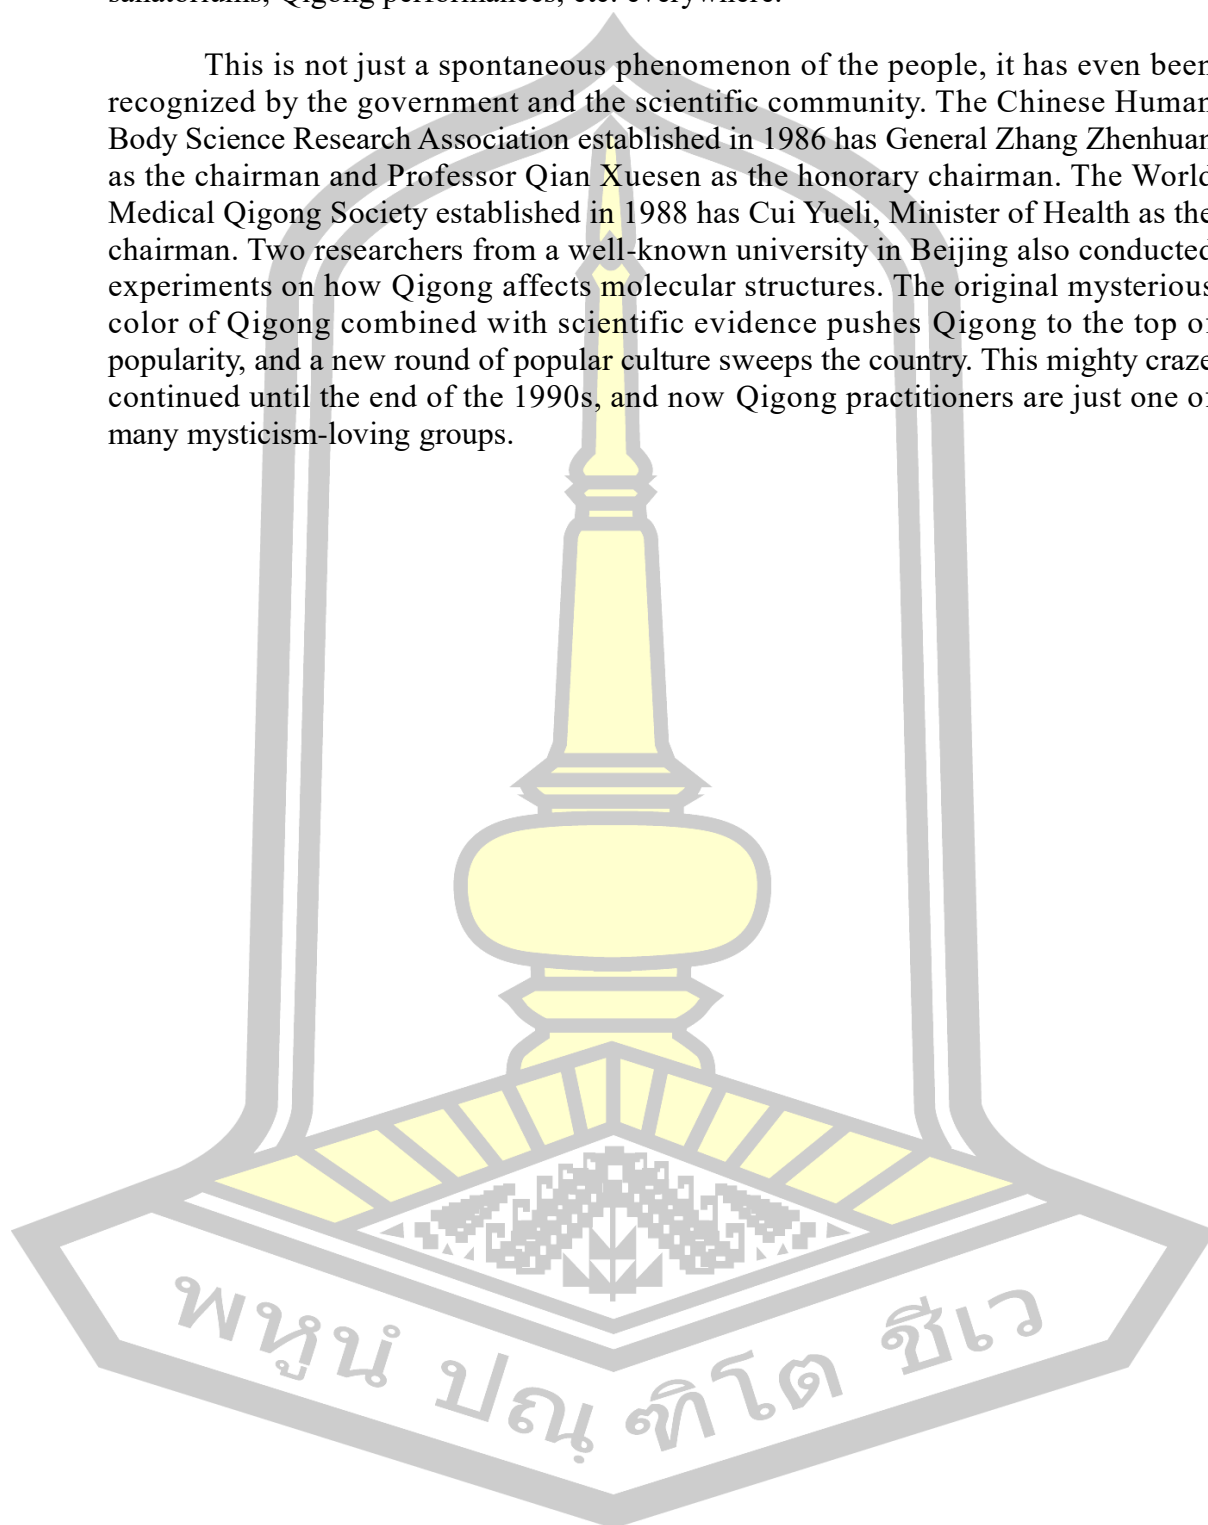 sanatoriums, Qigong performances, etc. everywhere.
This is not just a spontaneous phenomenon of the people, it has even been
recognized by the government and the scientific community. The Chinese Human
Body Science Research Association established in 1986 has General Zhang Zhenhuan
as the chairman and Professor Qian Xuesen as the honorary chairman. The World
Medical Qigong Society established in 1988 has Cui Yueli, Minister of Health as the
chairman. Two researchers from a well-known university in Beijing also conducted
experiments on how Qigong affects molecular structures. The original mysterious
color of Qigong combined with scientific evidence pushes Qigong to the top of
popularity, and a new round of popular culture sweeps the country. This mighty craze
continued until the end of the 1990s, and now Qigong practitioners are just one of
many mysticism-loving groups.
พหูนํ ปณฺฑิโต ชีเว